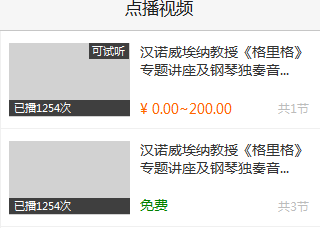 点播视频
可试听
已播1254次
汉诺威埃纳教授《格里格》
专题讲座及钢琴独奏音...
¥ 0.00~200.00
共1节
已播1254次
汉诺威埃纳教授《格里格》
专题讲座及钢琴独奏音...
免费
共3节